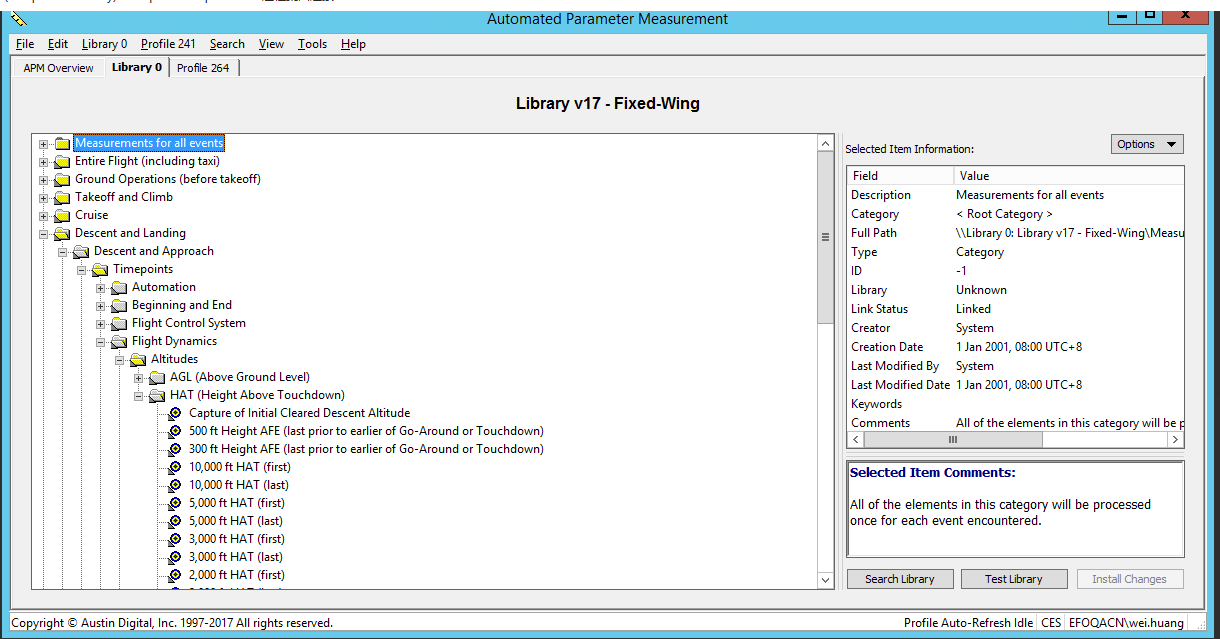 Automated Parameter Measurement
File Edit Library 0 Profile 241 Search View Tools Help
APM Overview Library 0 Profile 264
Library v17 - Fixed-Wing
Measurements for all events
Entire Flight (including taxi)
Ground Operations (before takeoff)
Takeoff and Climb
Cruise
Descent and Landing
Descent and Approach
Timepoints
Automation
Beginning and End
Flight Control System
Flight Dynamics
Altitudes
AGL (Above Ground Level)
HAT (Height Above Touchdown)
Capture of Initial Cleared Descent Altitude
500 ft Height AFE (last prior to earlier of Go-Around or Touchdown)
300 ft Height AFE (last prior to earlier of Go-Around or Touchdown)
10,000 ft HAT (first)
10,000 ft HAT (last)
5,000 ft HAT (first)
5,000 ft HAT (last)
3,000 ft HAT (first)
3,000 ft HAT (last)
2,000 ft HAT (first)
Selected Item Information:
Options
Field Value
Description Measurements for all events
Category < Root Category >
Full Path \\Library 0: Library v17 - Fixed-Wing\Measu
Type Category
ID -1
Library Unknown
Link Status Linked
Creator System
Creation Date 1 Jan 2001, 08:00 UTC+8
Last Modified By System
Last Modified Date 1 Jan 2001, 08:00 UTC+8
Keywords
Comments All of the elements in this category will be p
Selected Item Comments:
All of the elements in this category will be processed
once for each event encountered.
Search Library Test Library Install Changes
Copyright © Austin Digital, Inc. 1997-2017 All rights reserved.
Profile Auto-Refresh Idle CES EFOQACN\wei.huang